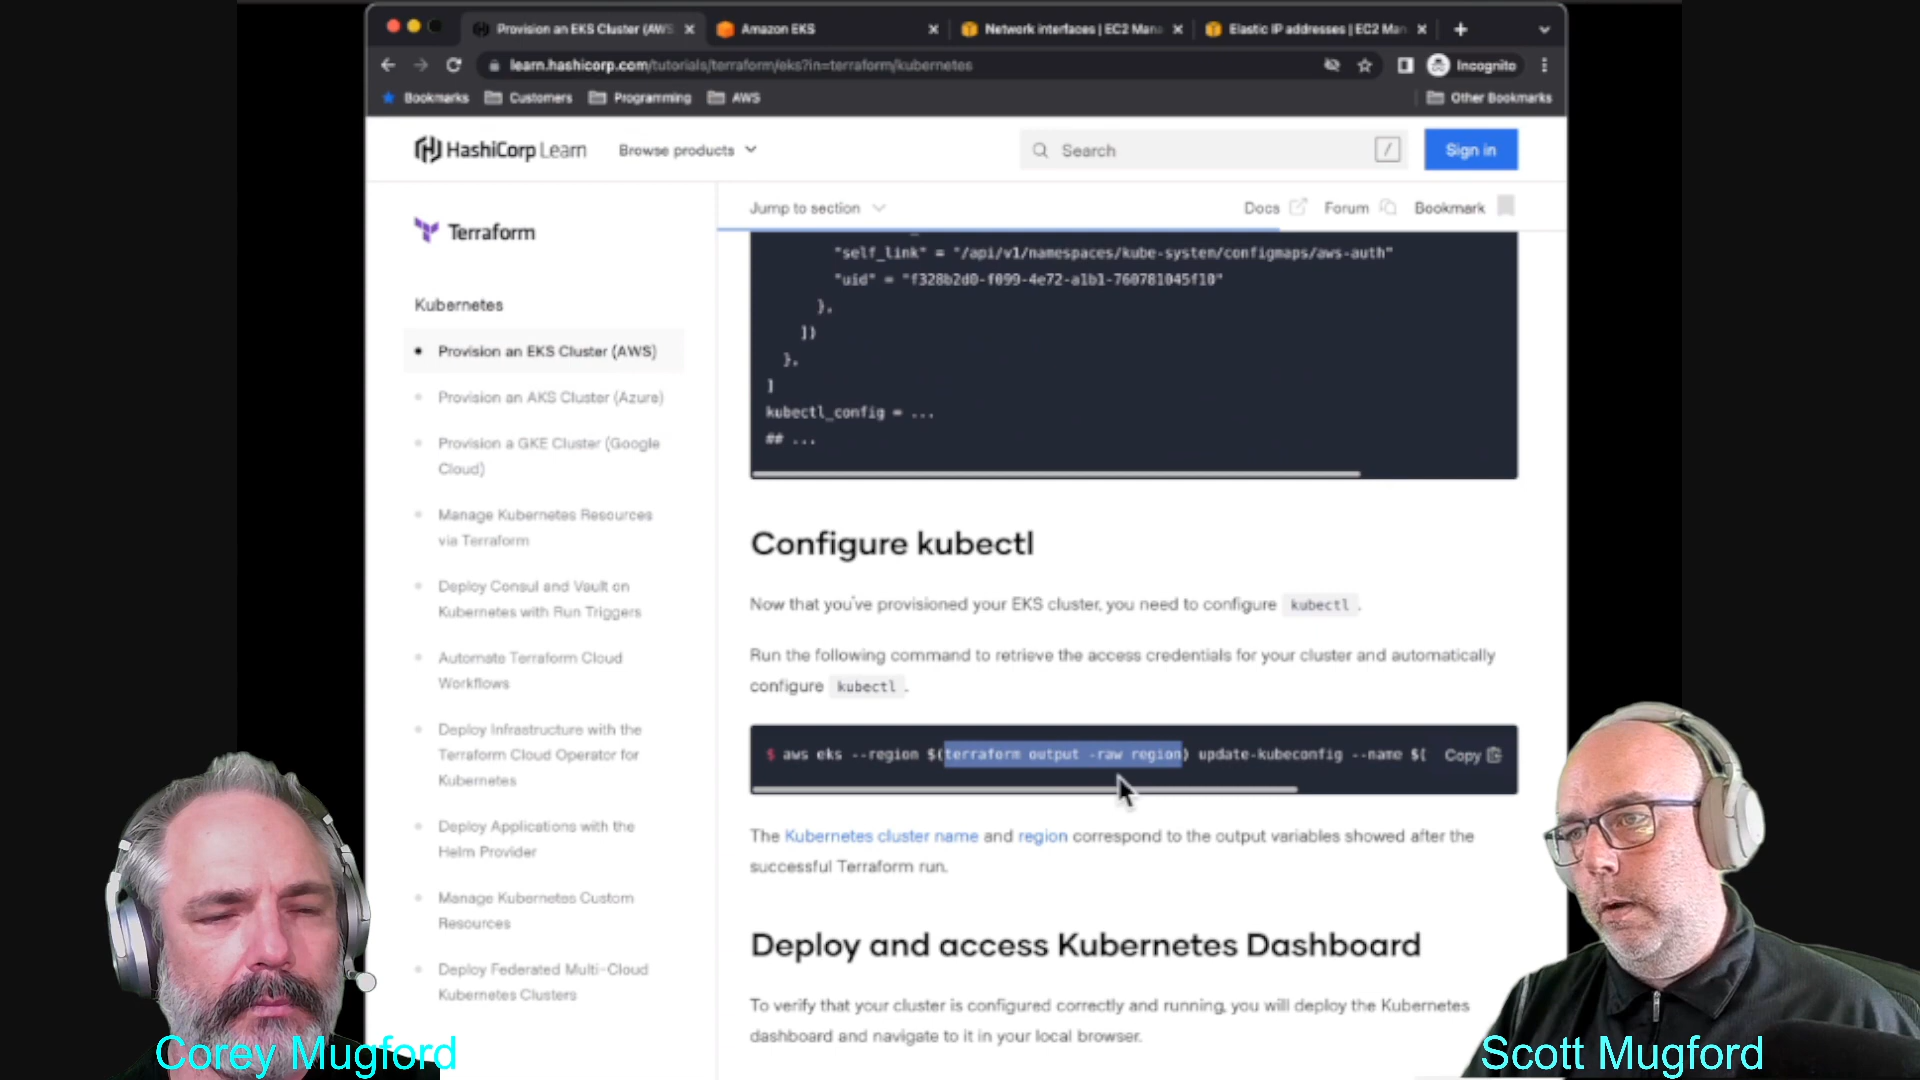 Provision an EKS Cluster (AWS
Amazon EKS
Network interfaces | EC2 Man
Elastic IP addresses | EC2 Man
learn.hashicorp.com/tutorials/terraform/eks?in=terraform/kubernetes
Incognito
Bookmarks
Customers
Programming
AWS
Other Bookmarks
HashiCorp Learn
Browse products
Search
/
Sign in
Jump to section
Docs
Forum
Bookmark
Terraform
Kubernetes
Provision an EKS Cluster (AWS)
Provision an AKS Cluster (Azure)
Provision a GKE Cluster (Google
Cloud)
Manage Kubernetes Resources
via Terraform
Deploy Consul and Vault on
Kubernetes with Run Triggers
Automate Terraform Cloud
Workflows
Deploy Infrastructure with the
Terraform Cloud Operator for
Kubernetes
Deploy Applications with the
Helm Provider
Manage Kubernetes Custom
Resources
Deploy Federated Multi-Cloud
Kubernetes Clusters
"self_link" = "/api/v1/namespaces/kube-system/configmaps/aws-auth"
"uid" = "f328b2d0-f099-4e72-a1b1-760781045f10"
},
])
},
]
kubectl_config = ...
## ...
Configure kubectl
Now that you've provisioned your EKS cluster, you need to configure kubectl .
Run the following command to retrieve the access credentials for your cluster and automatically
configure kubectl .
$ aws eks --region $(terraform output -raw region) update-kubeconfig --name $(
Copy
The Kubernetes cluster name and region correspond to the output variables showed after the
successful Terraform run.
Deploy and access Kubernetes Dashboard
To verify that your cluster is configured correctly and running, you will deploy the Kubernetes
dashboard and navigate to it in your local browser.
Corey Mugford
Scott Mugford